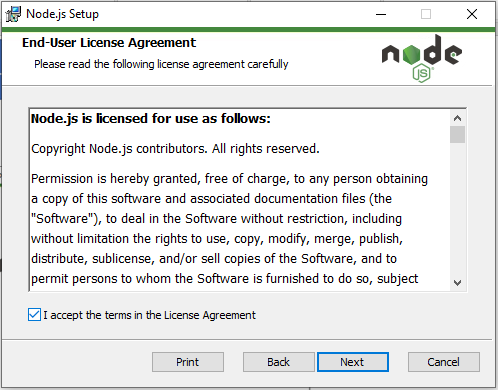 Node.js Setup
End-User License Agreement
Please read the following license agreement carefully
node
JS
Node.js is licensed for use as follows:
Copyright Node.js contributors. All rights reserved.
Permission is hereby granted, free of charge, to any person obtaining
a copy of this software and associated documentation files (the
"Software"), to deal in the Software without restriction, including
without limitation the rights to use, copy, modify, merge, publish,
distribute, sublicense, and/or sell copies of the Software, and to
permit persons to whom the Software is furnished to do so, subject
I accept the terms in the License Agreement
Print
Back
Next
Cancel